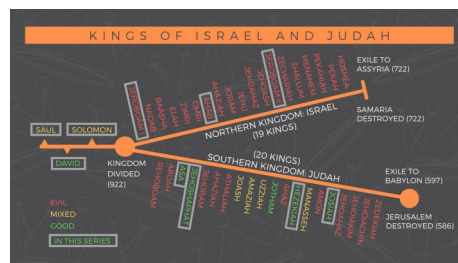 KINGS OF ISRAEL AND JUDAH
EXILE TO
ASSYRIA (722)
JEROBOAM I
NADAB
BAASHA
ELAH
ZIMRI
OMRI
AHAB
AHAZIAH
JORAM
JEHU
JEHOAHAZ
JEHOASH
JEROBOAM II
ZECHARIAH
SHALLUM
MENAHEM
PEKAHIAH
PEKAH
HOSHEA
NORTHERN KINGDOM: ISRAEL
(19 KINGS)
SAMARIA
DESTROYED (722)
SAUL
SOLOMON
DAVID
KINGDOM
DIVIDED
(922)
(20 KINGS)
SOUTHERN KINGDOM: JUDAH
REHOBOAM
ABIJAH
ASA
JEHOSHAPHAT
JEHORAM
AHAZIAH
ATHALIAH
JOASH
AMAZIAH
UZZIAH
JOTHAM
AHAZ
HEZEKIAH
MANASSEH
AMON
JOSIAH
JEHOAHAZ
JEHOIAKIM
JEHOIACHIN
ZEDEKIAH
EXILE TO
BABYLON (597)
JERUSALEM
DESTROYED (586)
EVIL
MIXED
GOOD
IN THIS SERIES